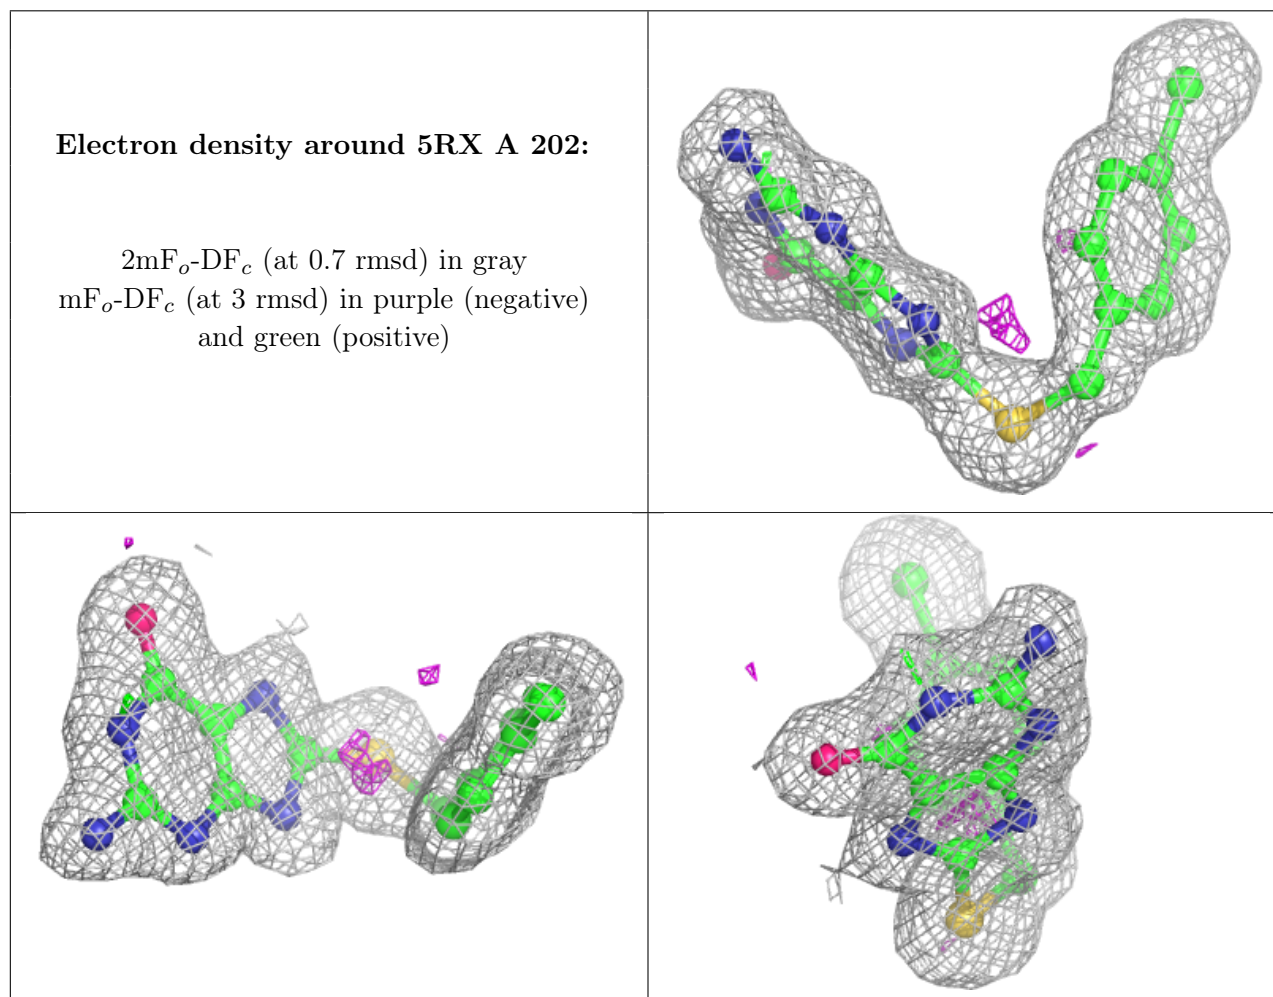 Electron density around 5RX A 202:
2mFo-DFc (at 0.7 rmsd) in gray
mFo-DFc (at 3 rmsd) in purple (negative)
and green (positive)